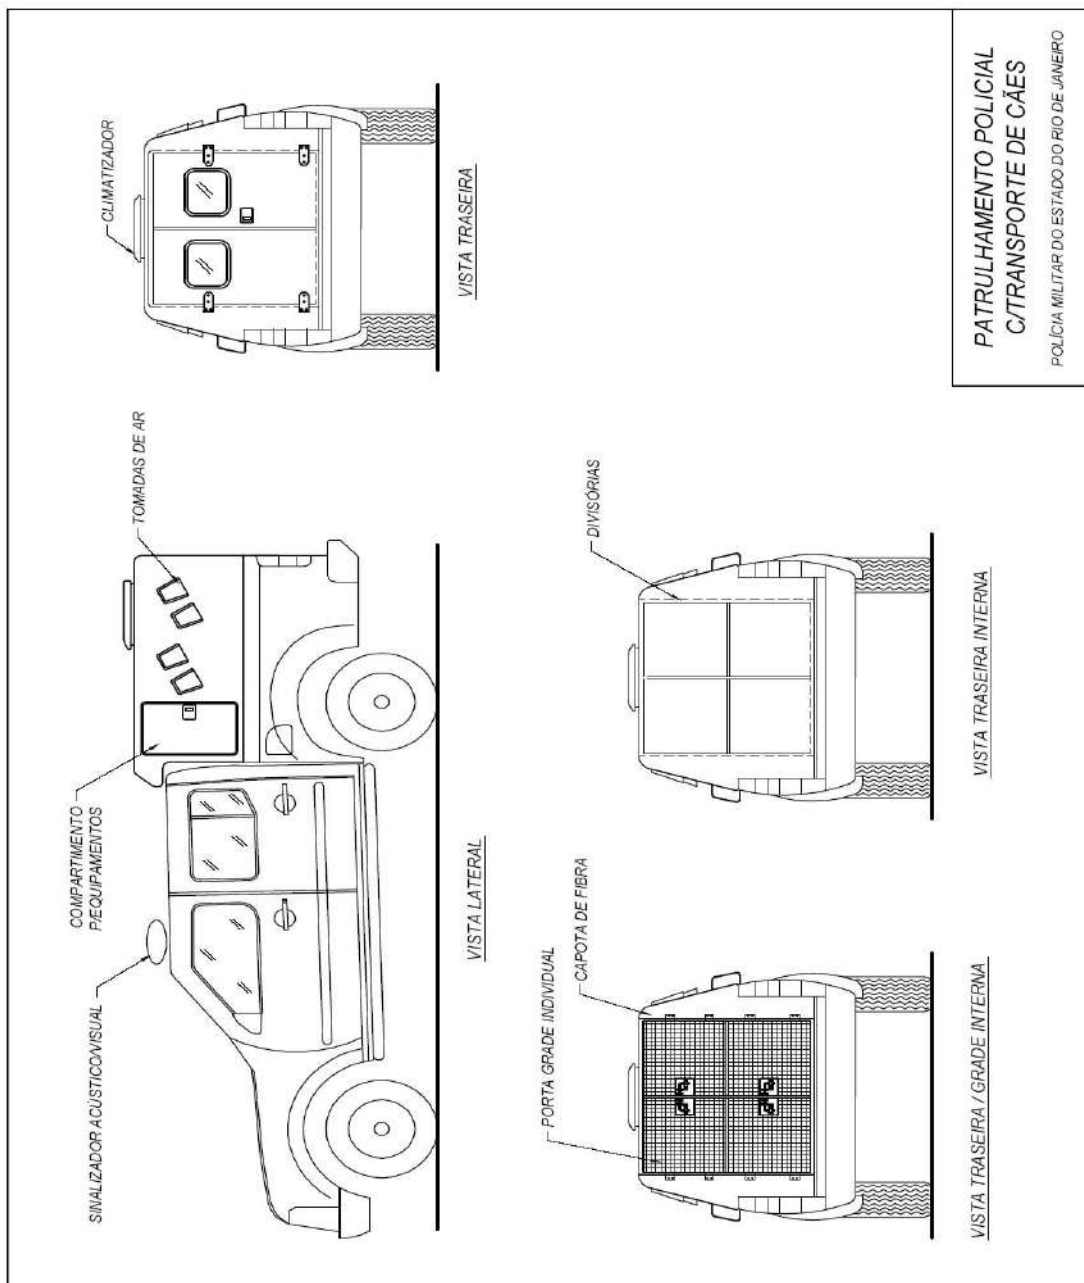 SINALIZADOR ACÚSTICO/VISUAL
COMPARTIMENTO
P/EQUIPAMENTOS
TOMADAS DE AR
VISTA LATERAL
CLIMATIZADOR
VISTA TRASEIRA
PORTA GRADE INDIVIDUAL
CAPOTA DE FIBRA
VISTA TRASEIRA / GRADE INTERNA
DIVISÓRIAS
VISTA TRASEIRA INTERNA
PATRULHAMENTO POLICIAL
C/TRANSPORTE DE CÃES
POLÍCIA MILITAR DO ESTADO DO RIO DE JANEIRO